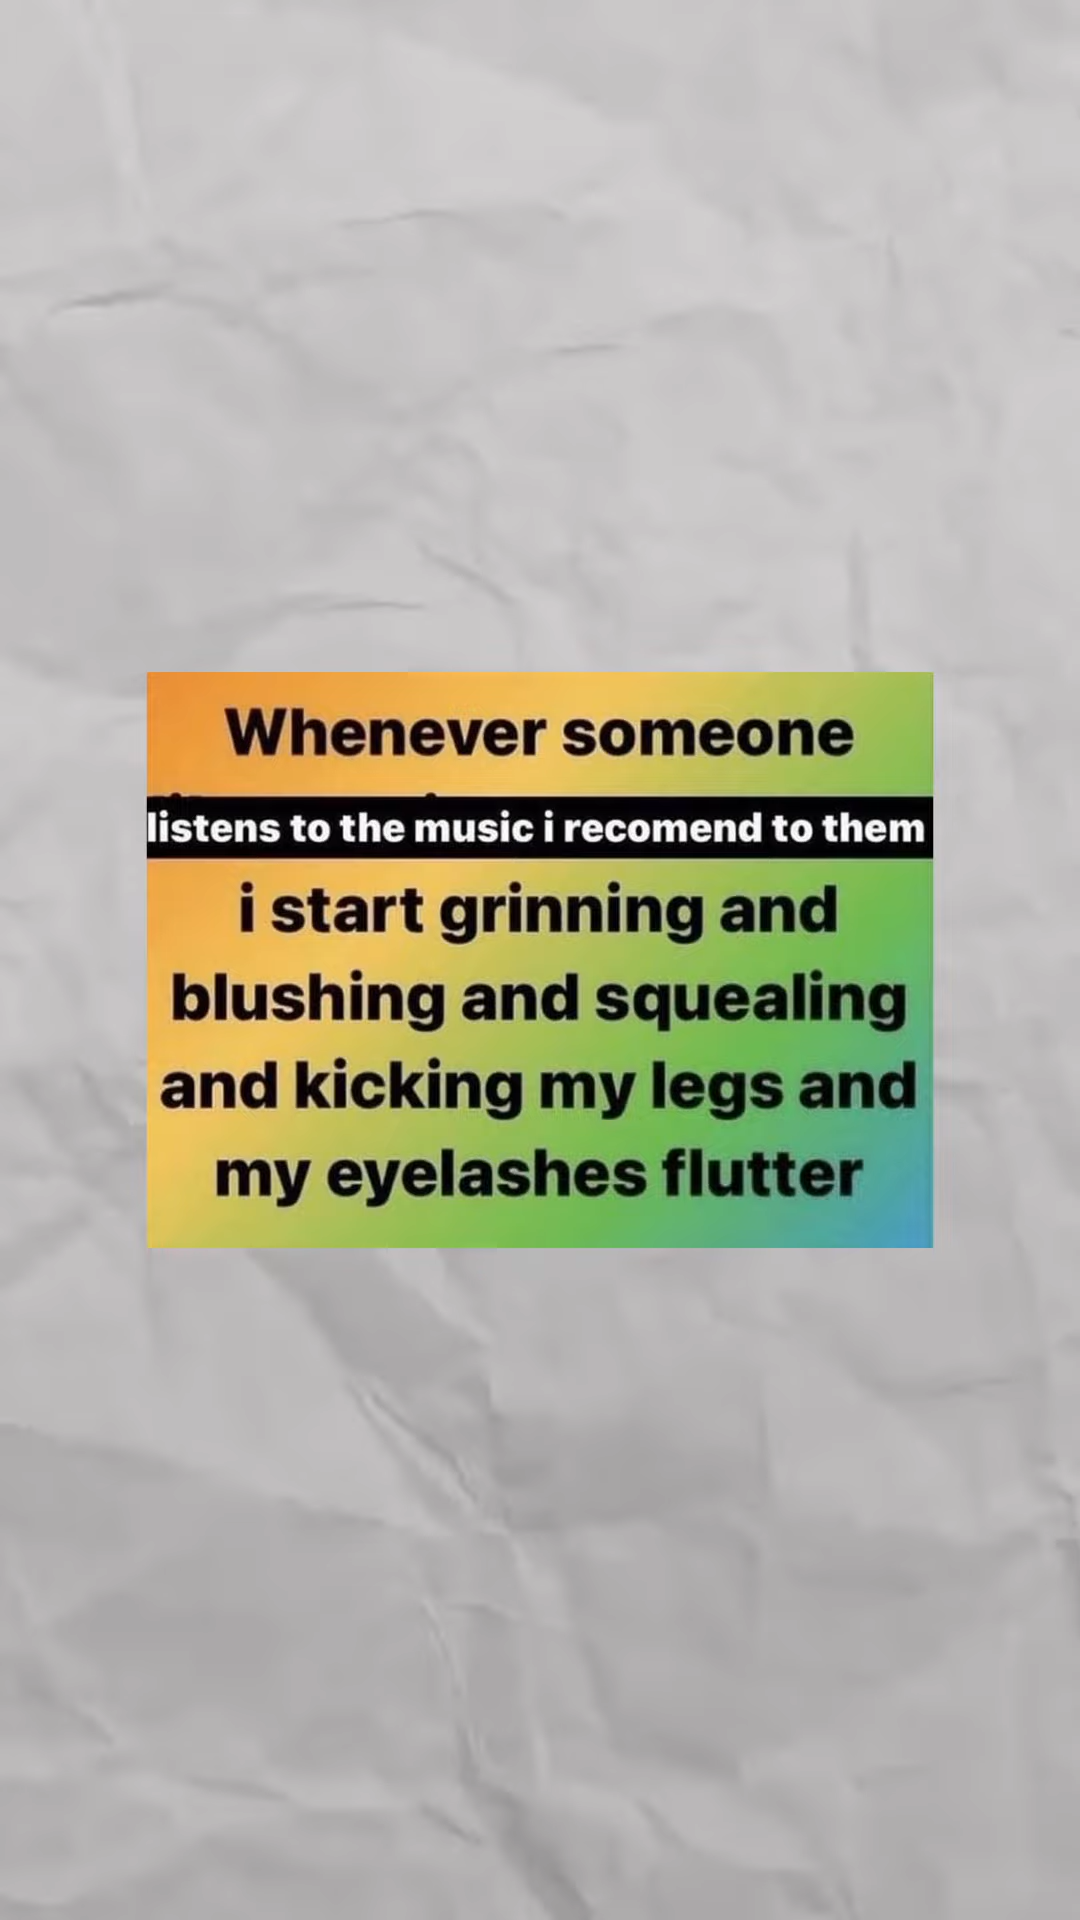 Whenever someone
listens to the music i recomend to them
i start grinning and
blushing and squealing
and kicking my legs and
my eyelashes flutter